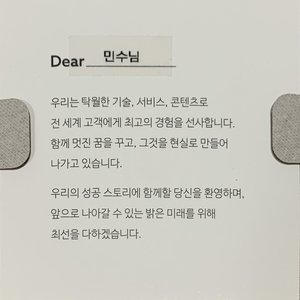 Dear 민수님
우리는 탁월한 기술, 서비스, 콘텐츠로
전 세계 고객에게 최고의 경험을 선사합니다.
함께 멋진 꿈을 꾸고, 그것을 현실로 만들어
나가고 있습니다.
우리의 성공 스토리에 함께할 당신을 환영하며,
앞으로 나아갈 수 있는 밝은 미래를 위해
최선을 다하겠습니다.